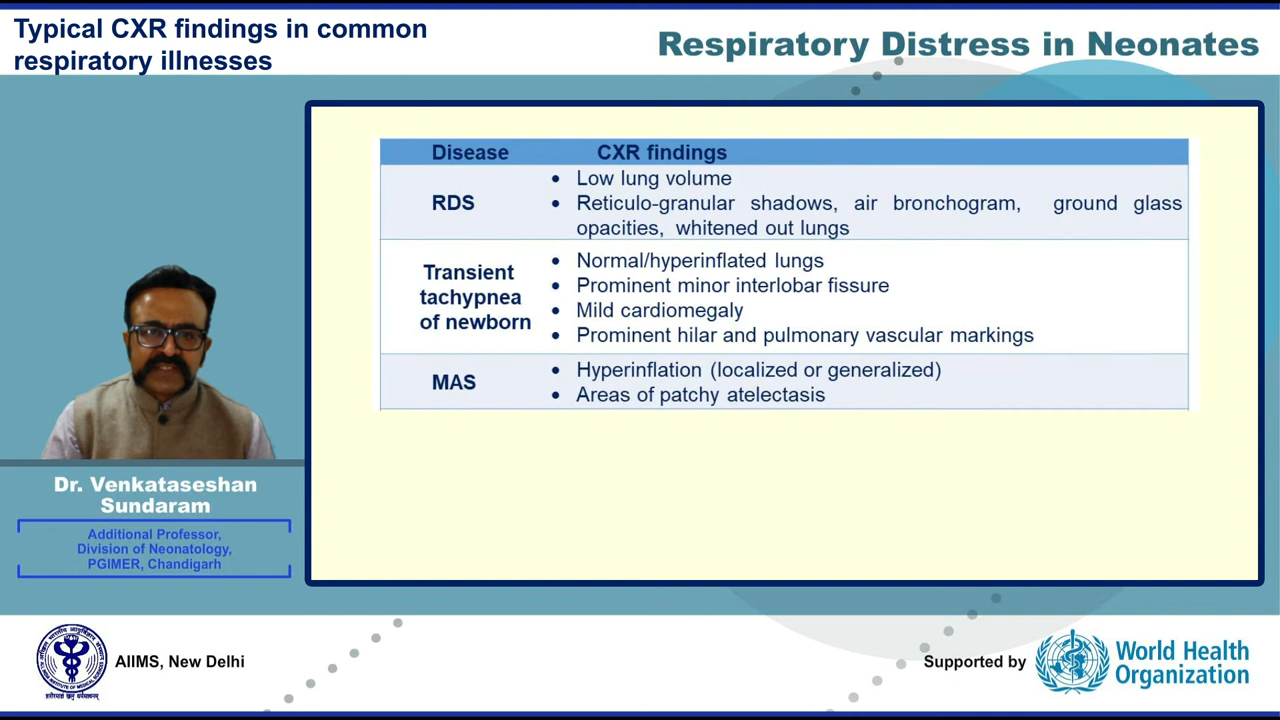 Typical CXR findings in common
respiratory illnesses
Respiratory Distress in Neonates
Disease CXR findings
RDS
• Low lung volume
• Reticulo-granular shadows, air bronchogram, ground glass
opacities, whitened out lungs
Transient
tachypnea
of newborn
• Normal/hyperinflated lungs
• Prominent minor interlobar fissure
• Mild cardiomegaly
• Prominent hilar and pulmonary vascular markings
MAS
• Hyperinflation (localized or generalized)
• Areas of patchy atelectasis
Dr. Venkataseshan
Sundaram
Additional Professor,
Division of Neonatology,
PGIMER, Chandigarh
AIIMS, New Delhi
Supported by
World Health
Organization